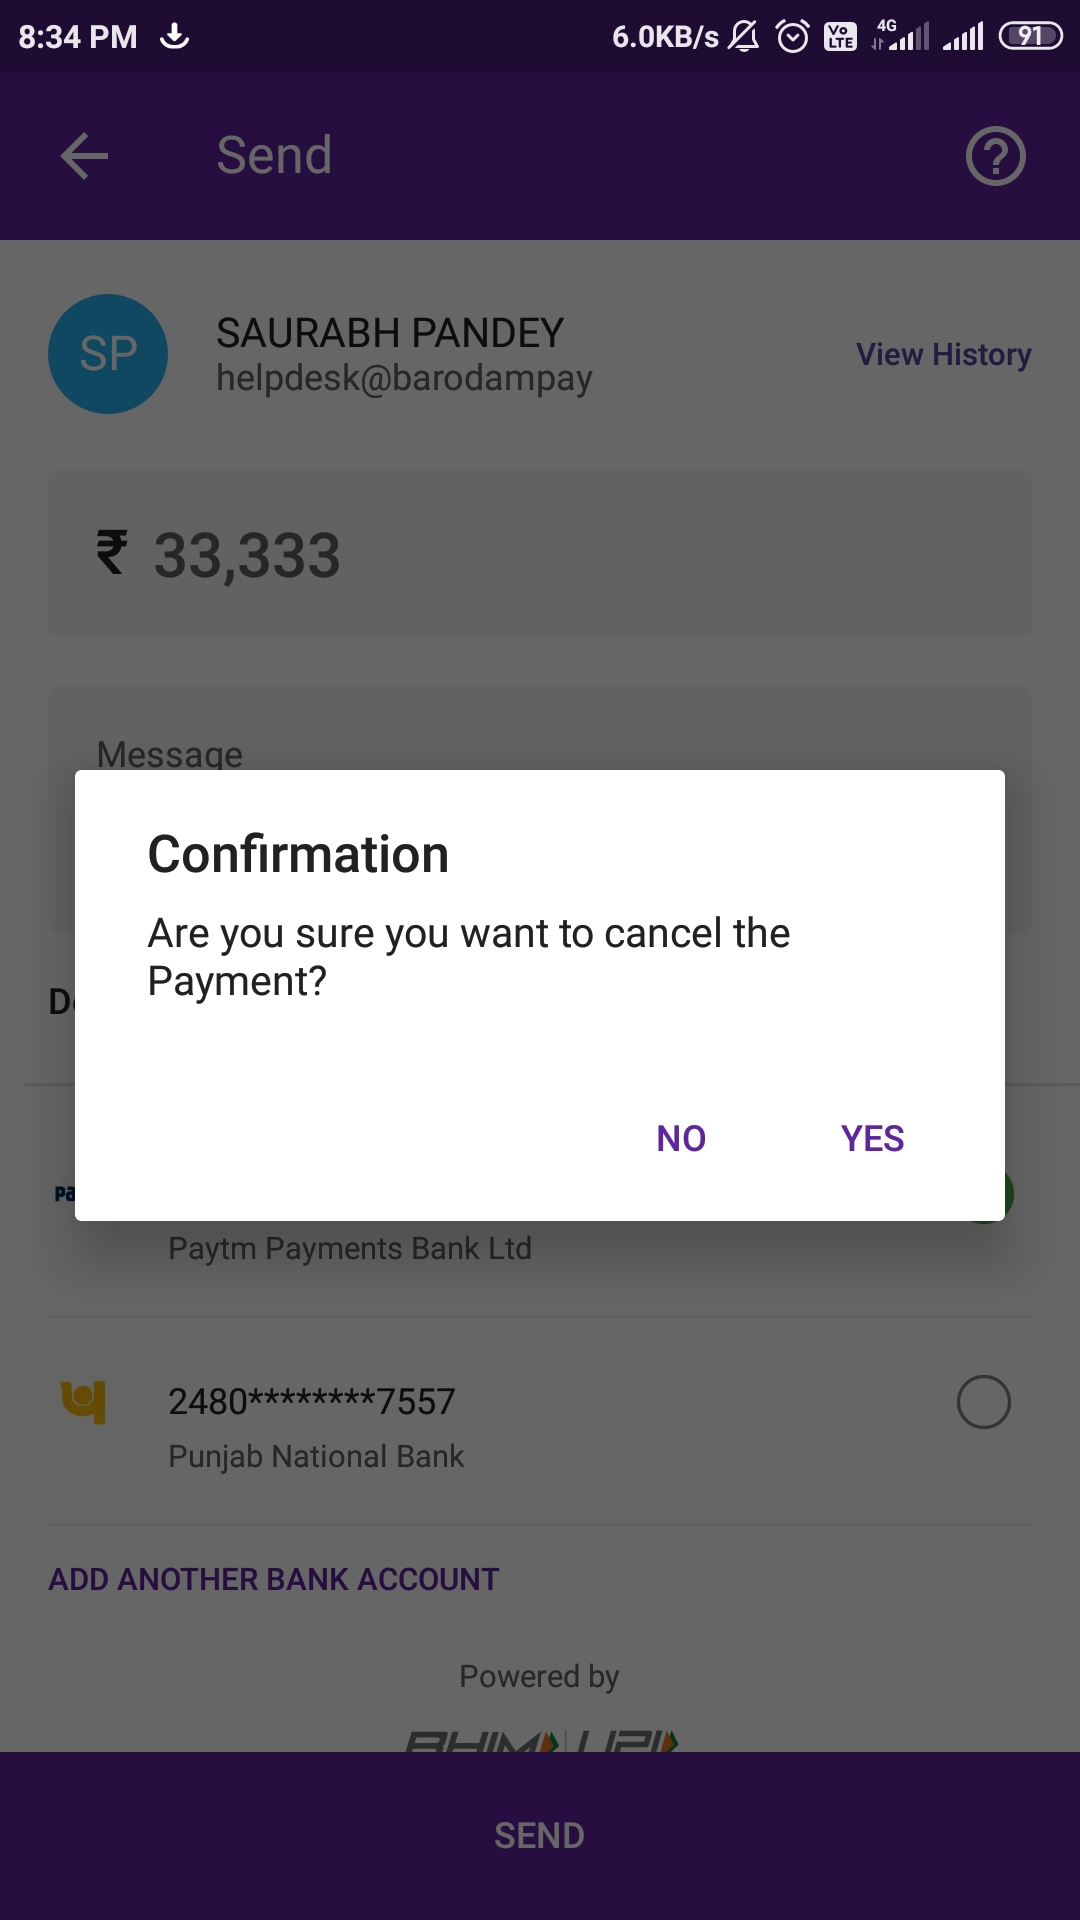 8:34 PM 6.0KB/s Vo LTE 4G 91
Send
SP
SAURABH PANDEY
helpdesk@barodampay
View History
₹ 33,333
Message
Confirmation
Are you sure you want to cancel the
Payment?
NO YES
Paytm Payments Bank Ltd
2480********7557
Punjab National Bank
ADD ANOTHER BANK ACCOUNT
Powered by
BHIM UPI
SEND